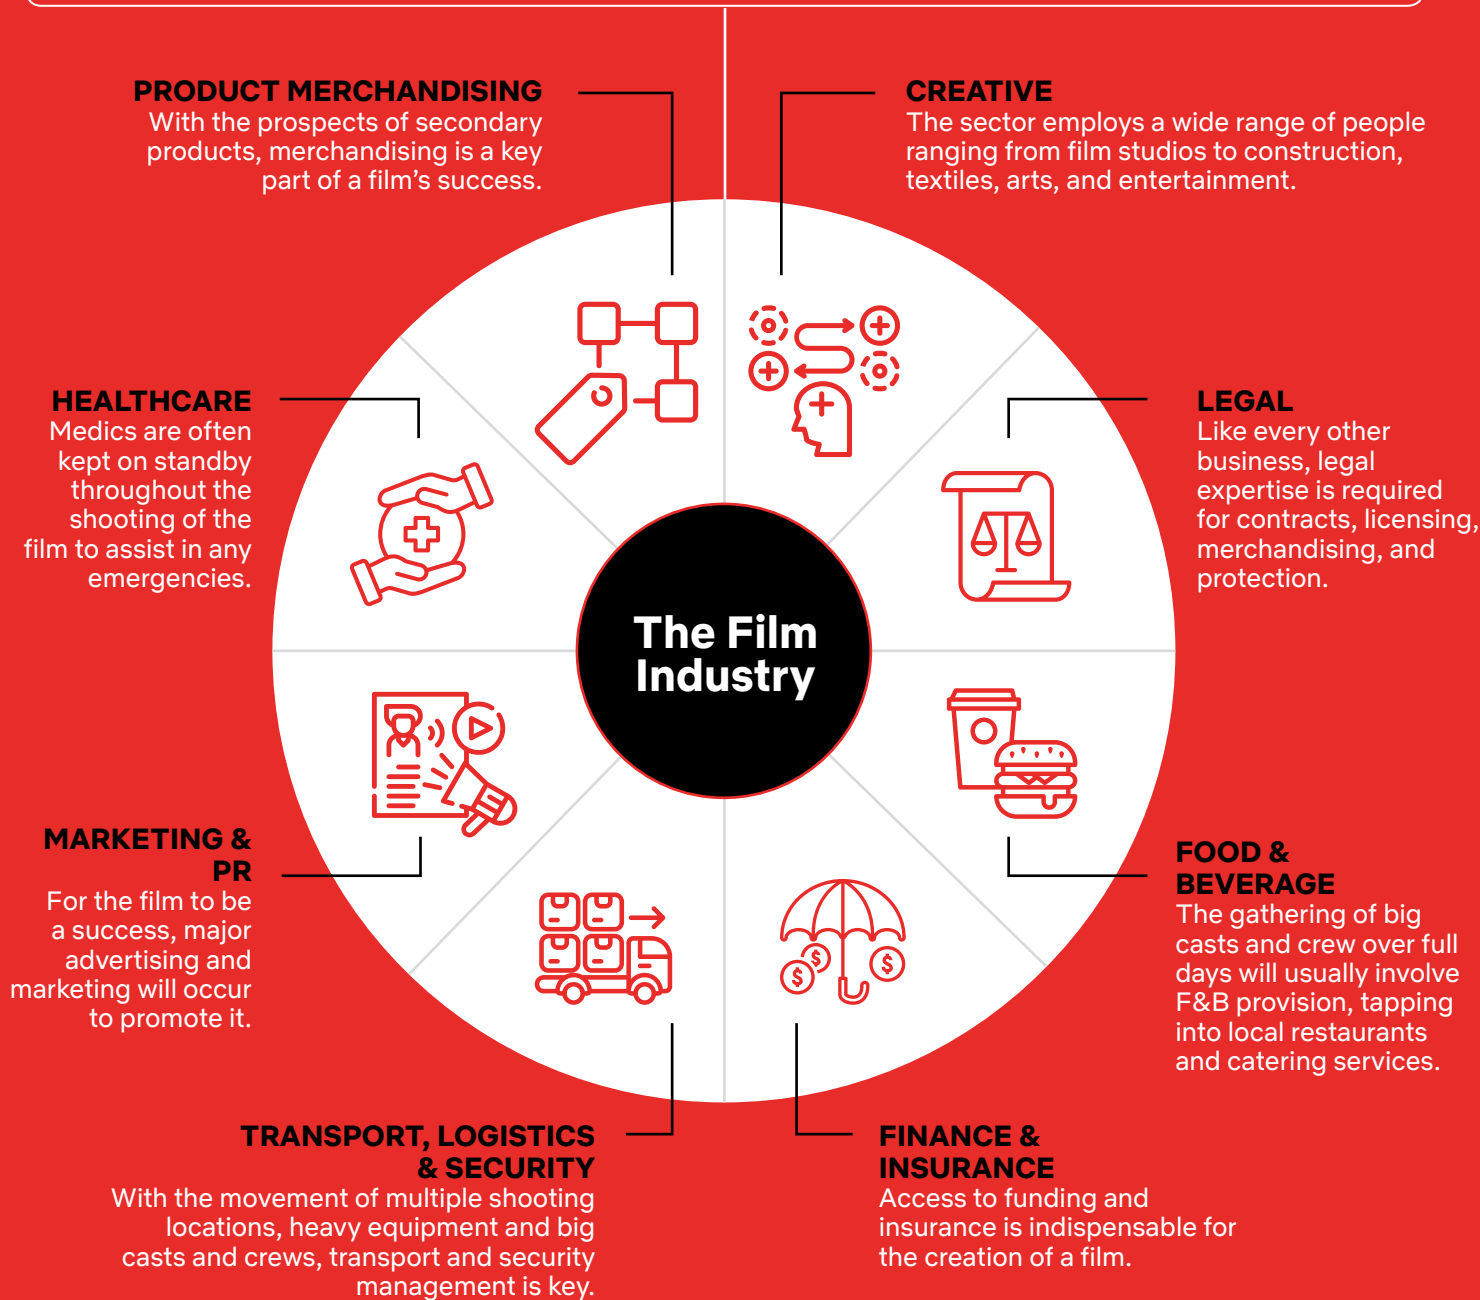 PRODUCT MERCHANDISING
With the prospects of secondary
products, merchandising is a key
part of a film’s success.
CREATIVE
The sector employs a wide range of people
ranging from film studios to construction,
textiles, arts, and entertainment.
HEALTHCARE
Medics are often
kept on standby
throughout the
shooting of the
film to assist in any
emergencies.
LEGAL
Like every other
business, legal
expertise is required
for contracts, licensing,
merchandising, and
protection.
The Film
Industry
MARKETING &
PR
For the film to be
a success, major
advertising and
marketing will occur
to promote it.
FOOD &
BEVERAGE
The gathering of big
casts and crew over full
days will usually involve
F&B provision, tapping
into local restaurants
and catering services.
TRANSPORT, LOGISTICS
& SECURITY
With the movement of multiple shooting
locations, heavy equipment and big
casts and crews, transport and security
management is key.
FINANCE &
INSURANCE
Access to funding and
insurance is indispensable for
the creation of a film.